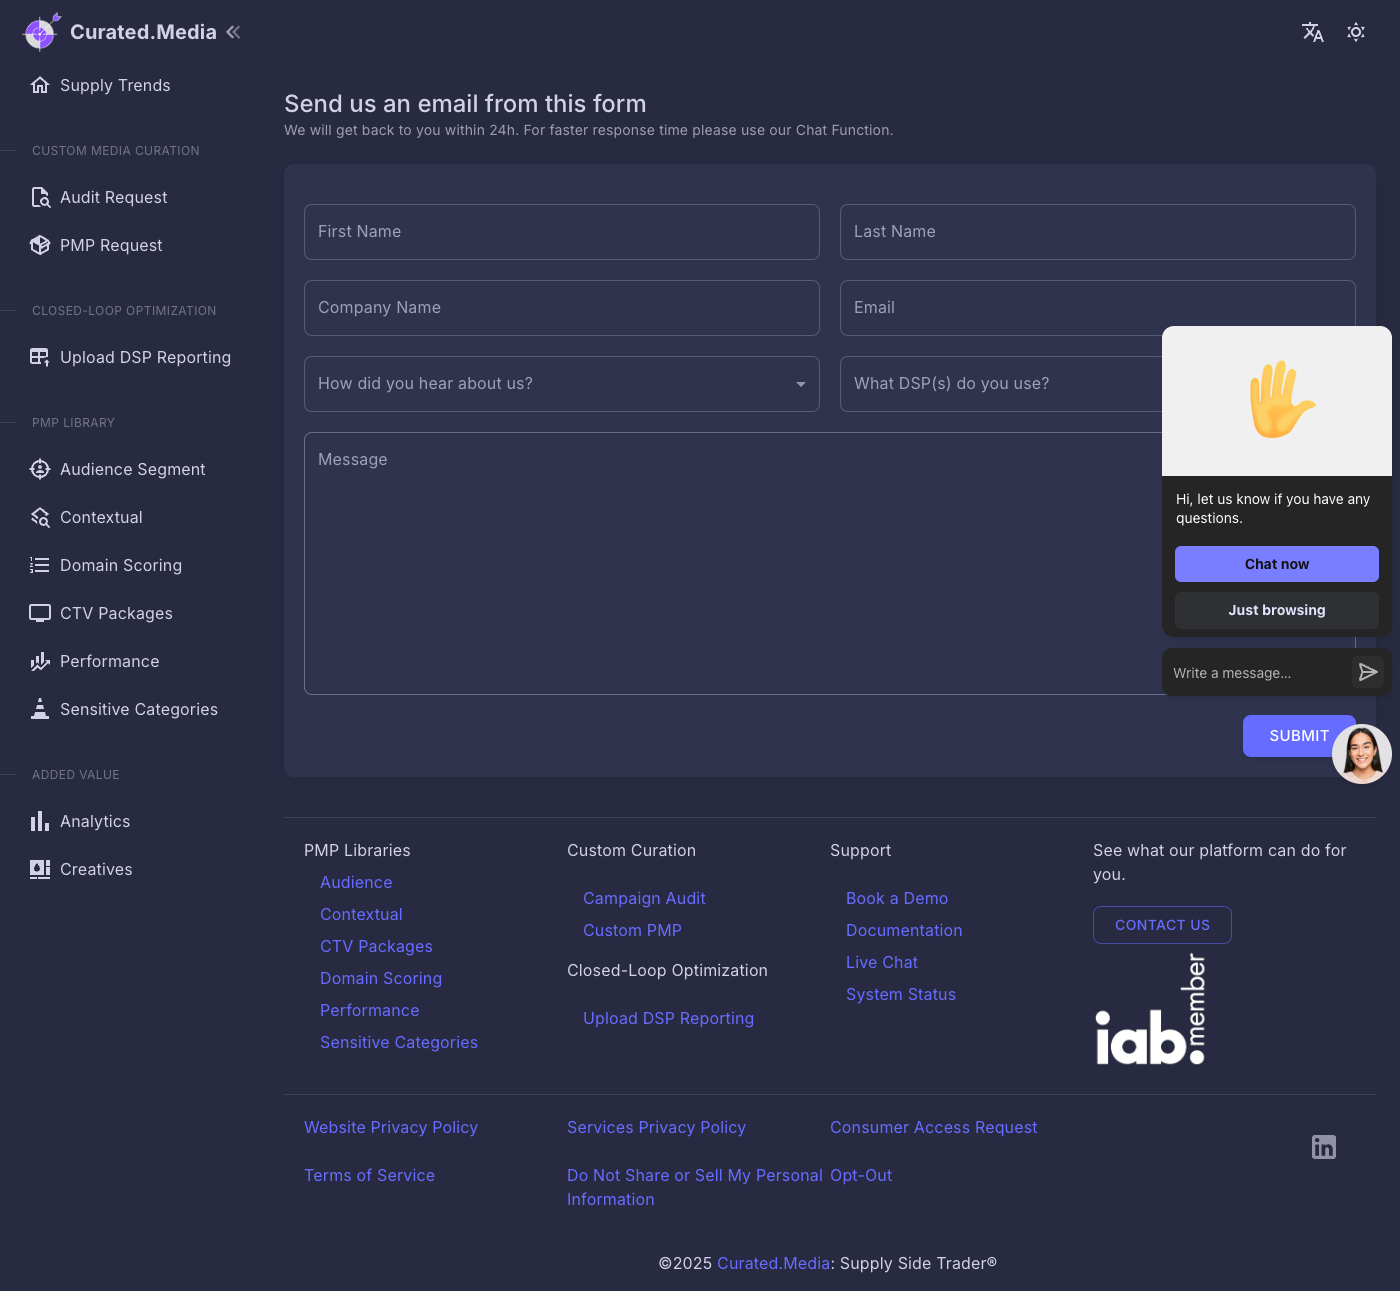 Curated.Media
Supply Trends
CUSTOM MEDIA CURATION
Audit Request
PMP Request
CLOSED-LOOP OPTIMIZATION
Upload DSP Reporting
PMP LIBRARY
Audience Segment
Contextual
Domain Scoring
CTV Packages
Performance
Sensitive Categories
ADDED VALUE
Analytics
Creatives
Send us an email from this form
We will get back to you within 24h. For faster response time please use our Chat Function.
First Name
Last Name
Company Name
Email
How did you hear about us?
What DSP(s) do you use?
Message
Hi, let us know if you have any
questions.
Chat now
Just browsing
Write a message...
SUBMIT
PMP Libraries
Audience
Contextual
CTV Packages
Domain Scoring
Performance
Sensitive Categories
Custom Curation
Campaign Audit
Custom PMP
Closed-Loop Optimization
Upload DSP Reporting
Support
Book a Demo
Documentation
Live Chat
System Status
See what our platform can do for
you.
CONTACT US
iab. member
Website Privacy Policy
Services Privacy Policy
Consumer Access Request
Terms of Service
Do Not Share or Sell My Personal
Information
Opt-Out
in
©2025 Curated.Media: Supply Side Trader®